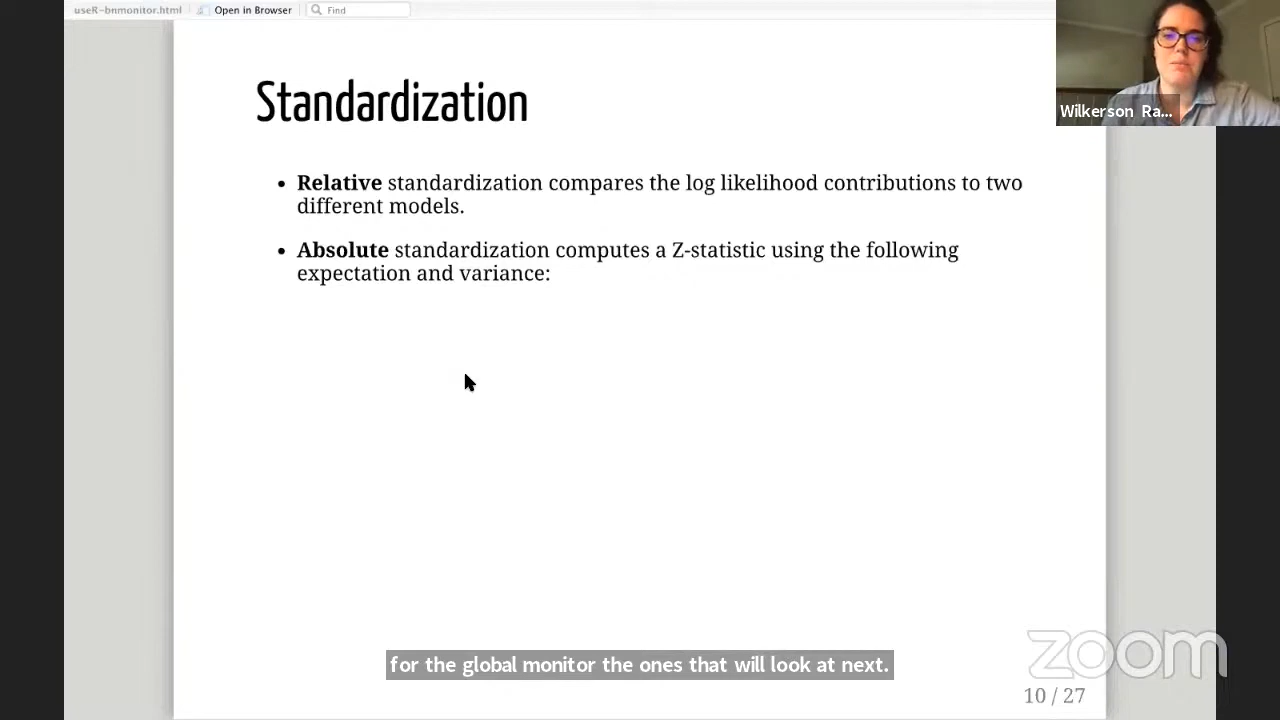 useR-bnmonitor.html
Open in Browser
Find
Standardization
Wilkerson Ra...
• Relative standardization compares the log likelihood contributions to two
different models.
• Absolute standardization computes a Z-statistic using the following
expectation and variance:
for the global monitor the ones that will look at next.
zoom
10 / 27